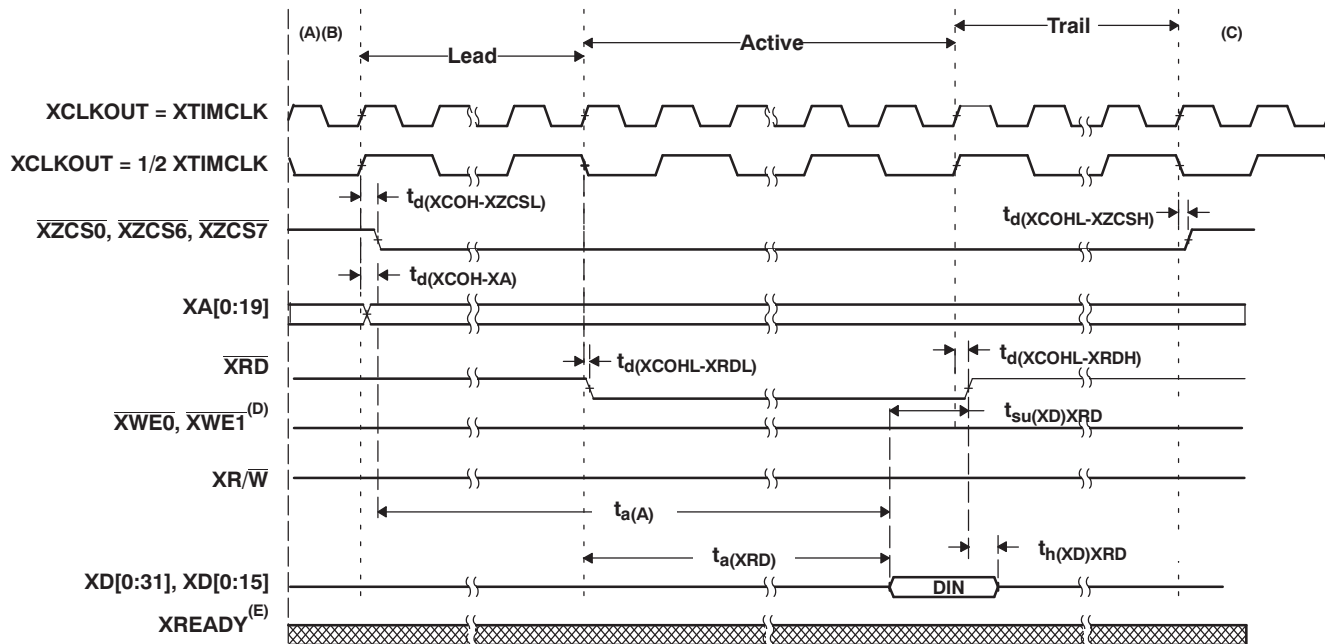 (A)(B)
Lead
Active
Trail
(C)
XCLKOUT = XTIMCLK
XCLKOUT = 1/2 XTIMCLK
td(XCOH-XZCSL)
td(XCOHL-XZCSH)
XZCS0, XZCS6, XZCS7
td(XCOH-XA)
XA[0:19]
td(XCOHL-XRDL)
td(XCOHL-XRDH)
XRD
tsu(XD)XRD
XWE0, XWE1(D)
XR/W
ta(A)
ta(XRD)
th(XD)XRD
XD[0:31], XD[0:15]
DIN
XREADY(E)